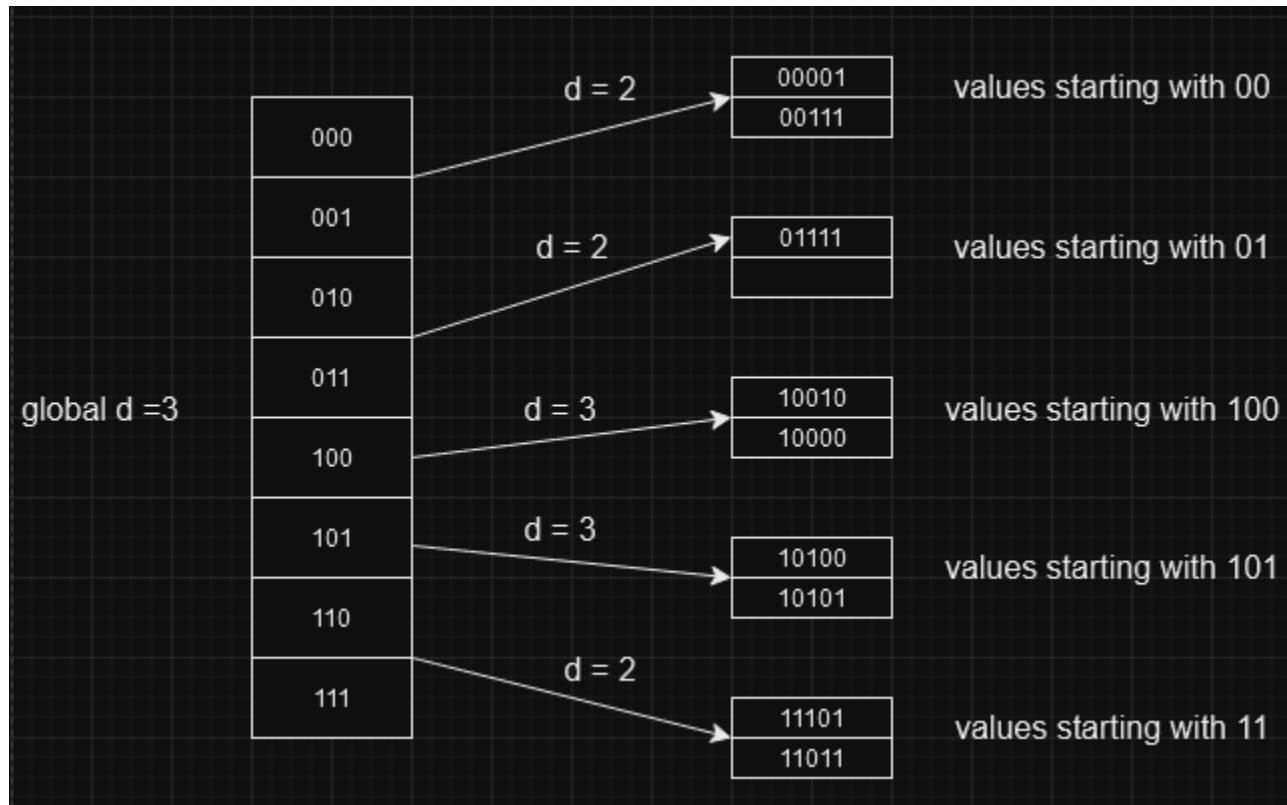 global d =3
000
001
010
011
100
101
110
111
d = 2
00001
00111
values starting with 00
d = 2
01111
values starting with 01
d = 3
10010
10000
values starting with 100
d = 3
10100
10101
values starting with 101
d = 2
11101
11011
values starting with 11